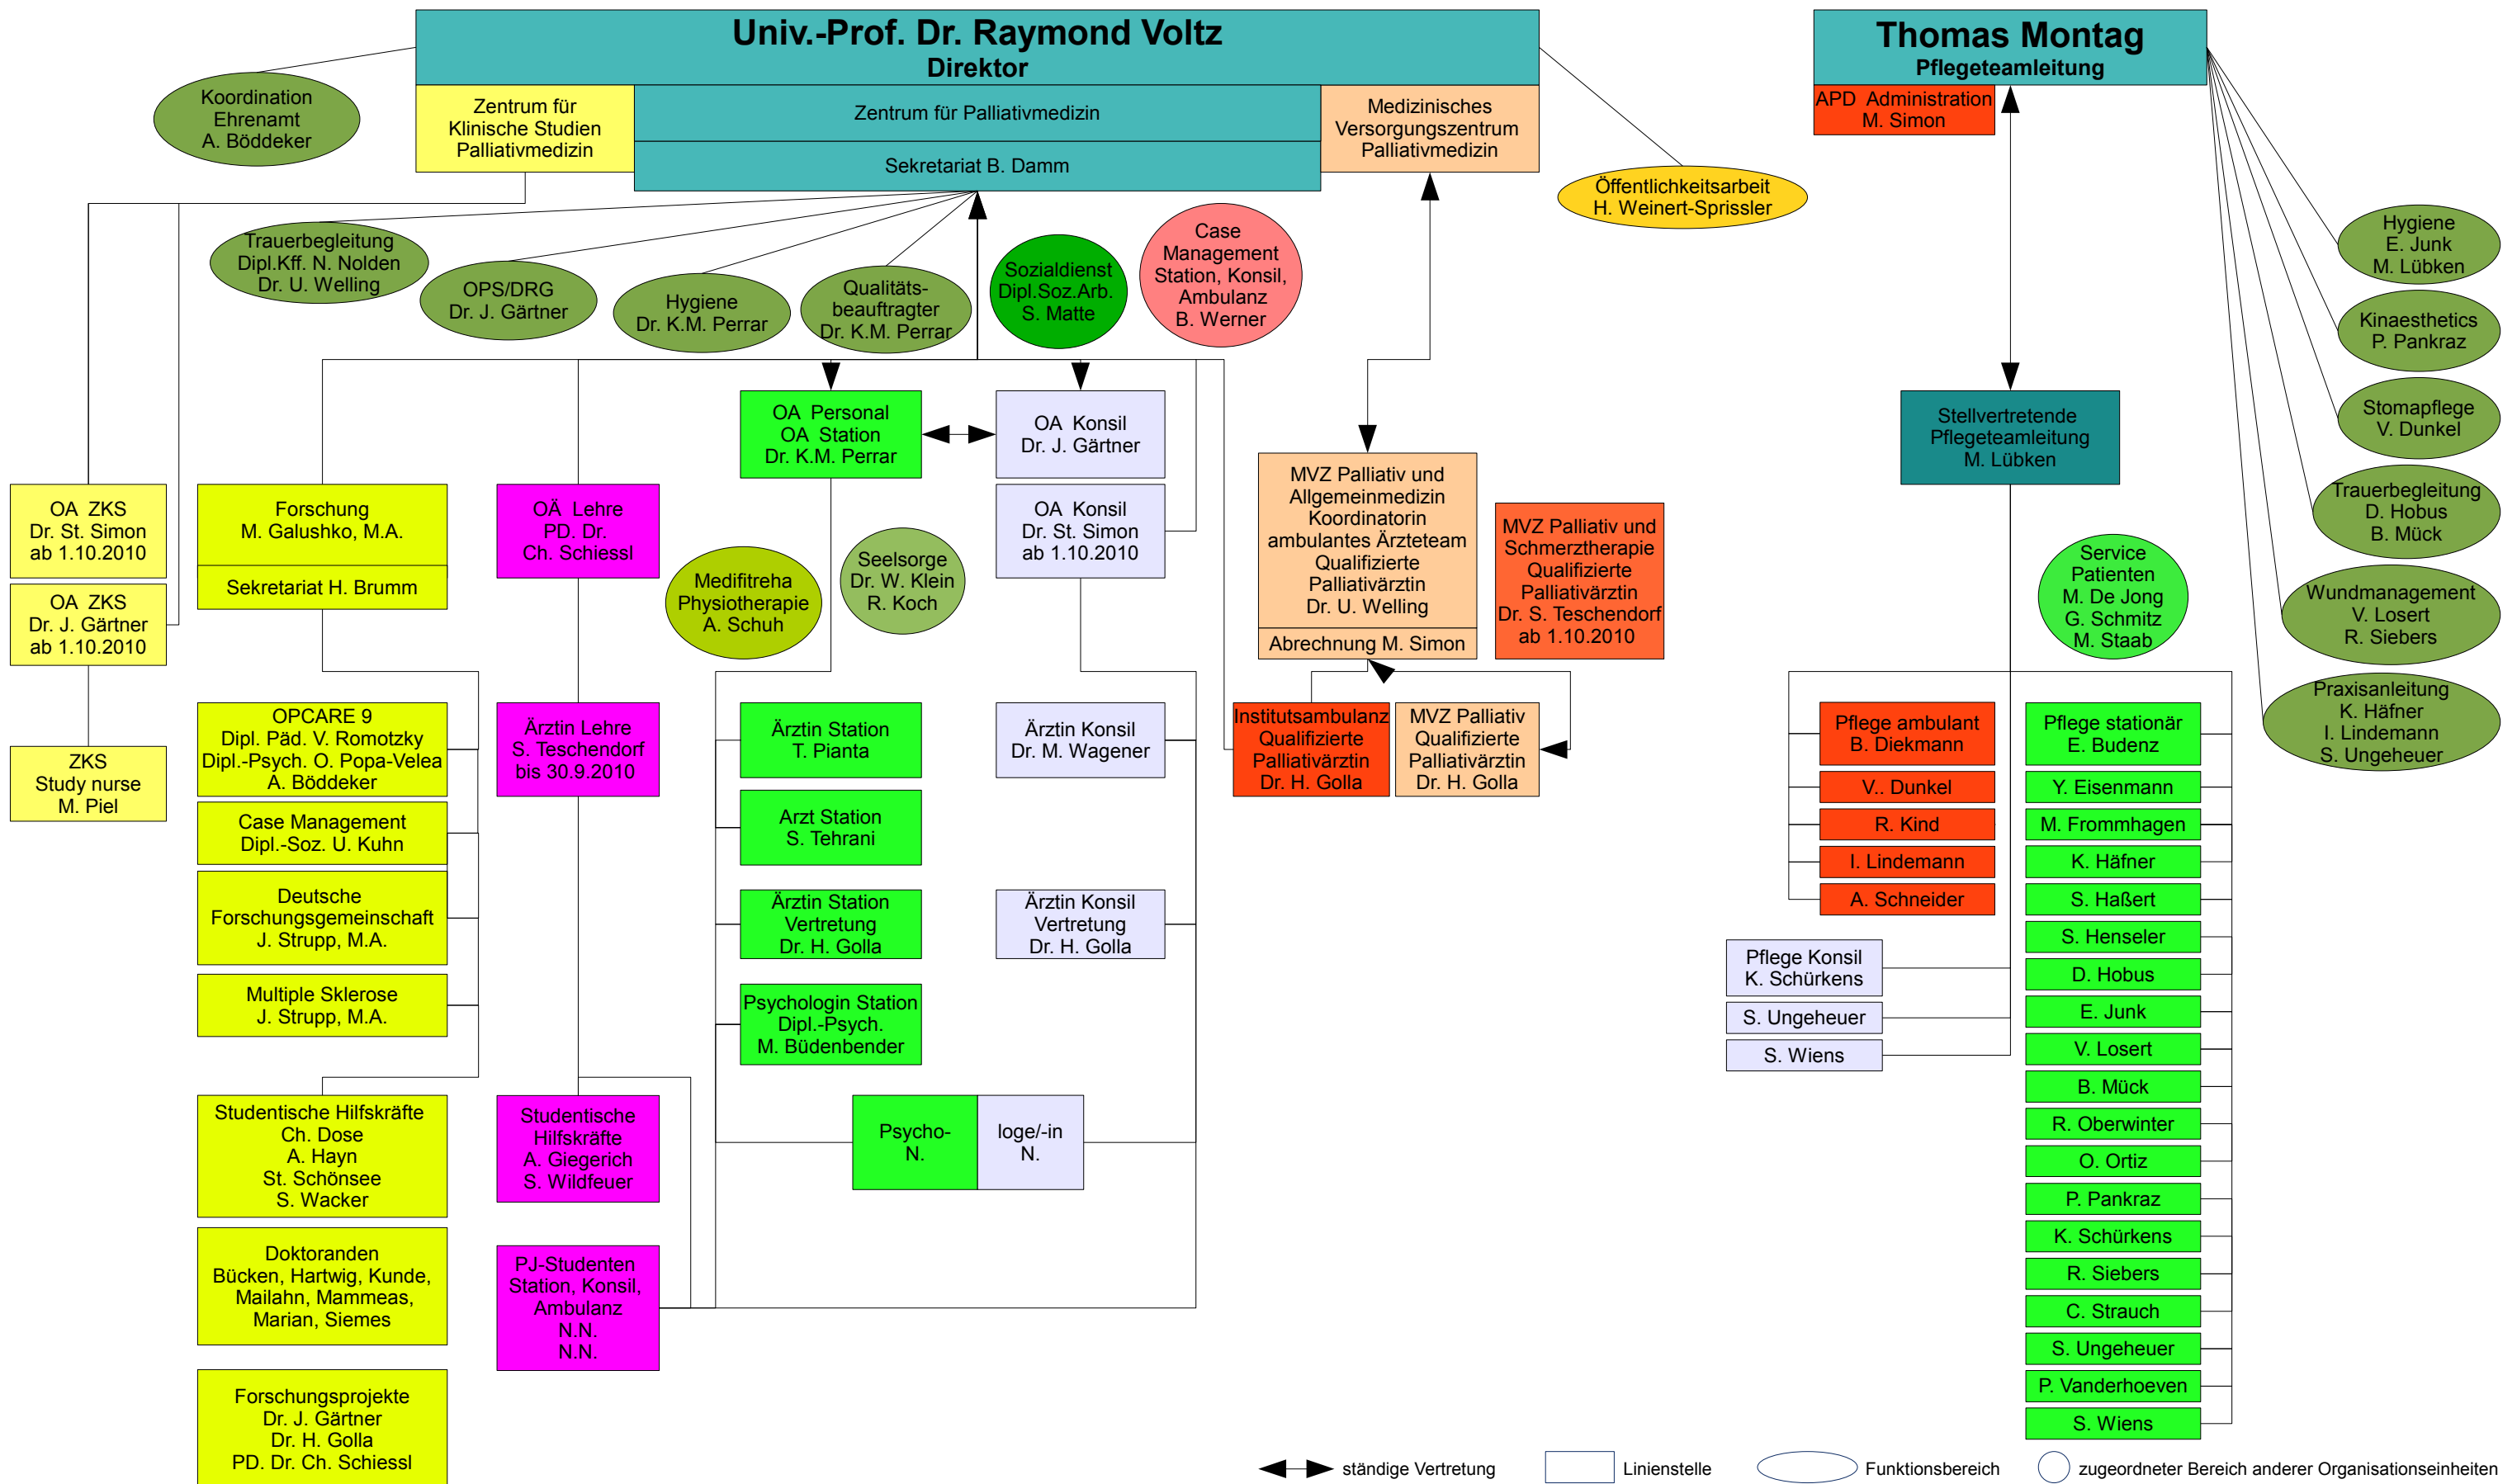 Univ.-Prof. Dr. Raymond Voltz
Direktor
Zentrum für
Klinische Studien
Palliativmedizin
Zentrum für Palliativmedizin
Sekretariat B. Damm
Medizinisches
Versorgungszentrum
Palliativmedizin
Thomas Montag
Pflegeteamleitung
APD  Administration
M. Simon
Koordination
Ehrenamt
A. Böddeker
Öffentlichkeitsarbeit
H. Weinert-Sprissler
Trauerbegleitung
Dipl.Kff. N. Nolden
Dr. U. Welling
OPS/DRG
Dr. J. Gärtner
Hygiene
Dr. K.M. Perrar
Qualitäts-
beauftragter
Dr. K.M. Perrar
Sozialdienst
Dipl.Soz.Arb.
S. Matte
Case
Management
Station, Konsil,
Ambulanz
B. Werner
Hygiene
E. Junk
M. Lübken
Kinaesthetics
P. Pankraz
Stomapflege
V. Dunkel
Trauerbegleitung
D. Hobus
B. Mück
Wundmanagement
V. Losert
R. Siebers
Praxisanleitung
K. Häfner
I. Lindemann
S. Ungeheuer
OA  Personal
OA  Station
Dr. K.M. Perrar
OA  Konsil
Dr. J. Gärtner
OA  Konsil
Dr. St. Simon
ab 1.10.2010
Stellvertretende
Pflegeteamleitung
M. Lübken
OA  ZKS
Dr. St. Simon
ab 1.10.2010
OA  ZKS
Dr. J. Gärtner
ab 1.10.2010
ZKS
Study nurse
M. Piel
Forschung
M. Galushko, M.A.
Sekretariat H. Brumm
OÄ  Lehre
PD. Dr.
Ch. Schiessl
Medifitreha
Physiotherapie
A. Schuh
Seelsorge
Dr. W. Klein
R. Koch
MVZ Palliativ und
Allgemeinmedizin
Koordinatorin
ambulantes Ärzteteam
Qualifizierte
Palliativärztin
Dr. U. Welling
Abrechnung M. Simon
MVZ Palliativ und
Schmerztherapie
Qualifizierte
Palliativärztin
Dr. S. Teschendorf
ab 1.10.2010
Service
Patienten
M. De Jong
G. Schmitz
M. Staab
OPCARE 9
Dipl. Päd. V. Romotzky
Dipl.-Psych. O. Popa-Velea
A. Böddeker
Case Management
Dipl.-Soz. U. Kuhn
Deutsche
Forschungsgemeinschaft
J. Strupp, M.A.
Multiple Sklerose
J. Strupp, M.A.
Studentische Hilfskräfte
Ch. Dose
A. Hayn
St. Schönsee
S. Wacker
Doktoranden
Bücken, Hartwig, Kunde,
Mailahn, Mammeas,
Marian, Siemes
Forschungsprojekte
Dr. J. Gärtner
Dr. H. Golla
PD. Dr. Ch. Schiessl
Ärztin Lehre
S. Teschendorf
bis 30.9.2010
Studentische
Hilfskräfte
A. Giegerich
S. Wildfeuer
PJ-Studenten
Station, Konsil,
Ambulanz
N.N.
N.N.
Ärztin Station
T. Pianta
Arzt Station
S. Tehrani
Ärztin Station
Vertretung
Dr. H. Golla
Psychologin Station
Dipl.-Psych.
M. Büdenbender
Psycho-
N.
loge/-in
N.
Ärztin Konsil
Dr. M. Wagener
Ärztin Konsil
Vertretung
Dr. H. Golla
Institutsambulanz
Qualifizierte
Palliativärztin
Dr. H. Golla
MVZ Palliativ
Qualifizierte
Palliativärztin
Dr. H. Golla
Pflege ambulant
B. Diekmann
V.. Dunkel
R. Kind
I. Lindemann
A. Schneider
Pflege Konsil
K. Schürkens
S. Ungeheuer
S. Wiens
Pflege stationär
E. Budenz
Y. Eisenmann
M. Frommhagen
K. Häfner
S. Haßert
S. Henseler
D. Hobus
E. Junk
V. Losert
B. Mück
R. Oberwinter
O. Ortiz
P. Pankraz
K. Schürkens
R. Siebers
C. Strauch
S. Ungeheuer
P. Vanderhoeven
S. Wiens
ständige Vertretung
Linienstelle
Funktionsbereich
zugeordneter Bereich anderer Organisationseinheiten